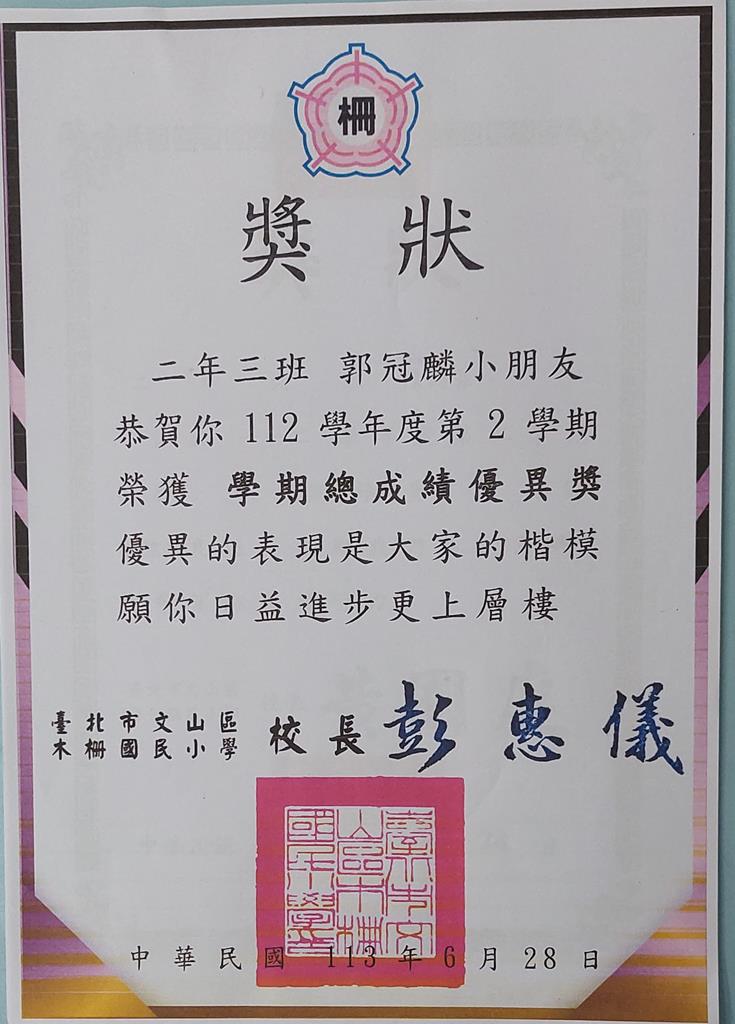 柵
獎狀
二年三班 郭冠麟小朋友
恭賀你 112 學年度第 2 學期
榮獲 學期總成績優異獎
優異的表現是大家的楷模
願你日益進步更上層樓
臺北市文山區
木柵國民小學
校長 彭惠儀
中華民國 113 年 6 月 28 日